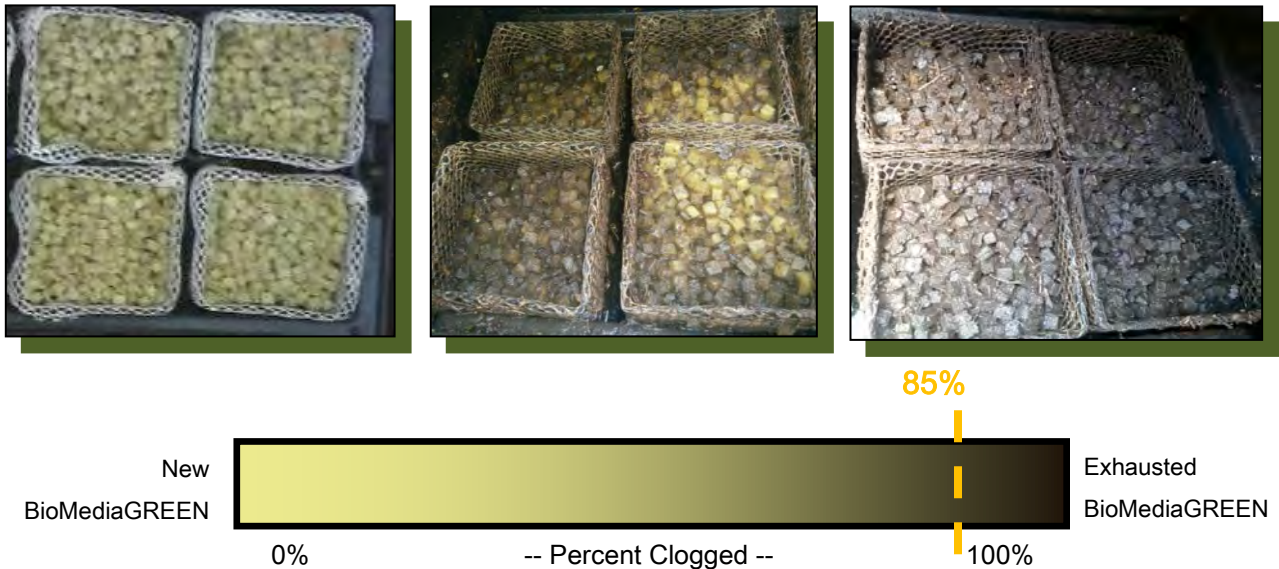 85%
New
BioMediaGREEN
Exhausted
BioMediaGREEN
0%
-- Percent Clogged --
100%